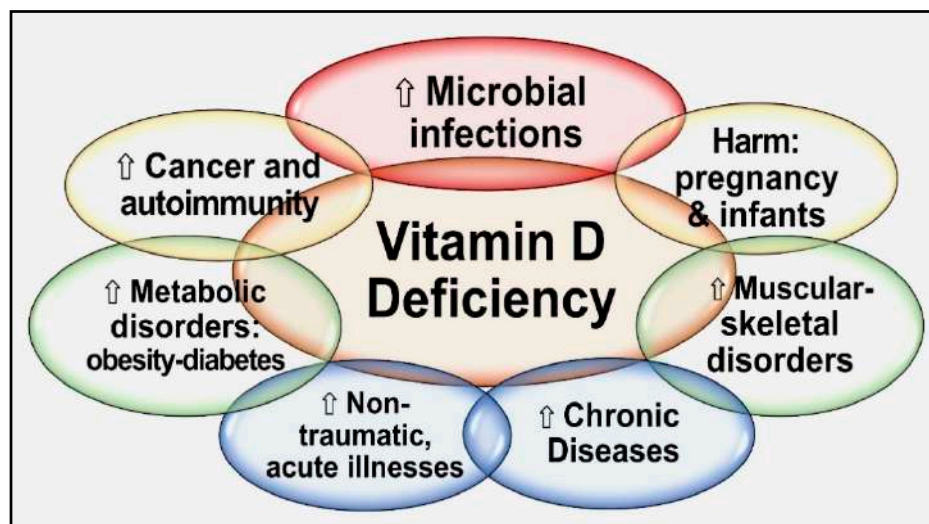 ⇧ Microbial
infections
Harm:
pregnancy
& infants
⇧ Cancer and
autoimmunity
Vitamin D
Deficiency
⇧ Metabolic
disorders:
obesity-diabetes
⇧ Muscular-
skeletal
disorders
⇧ Non-
traumatic,
acute illnesses
⇧ Chronic
Diseases